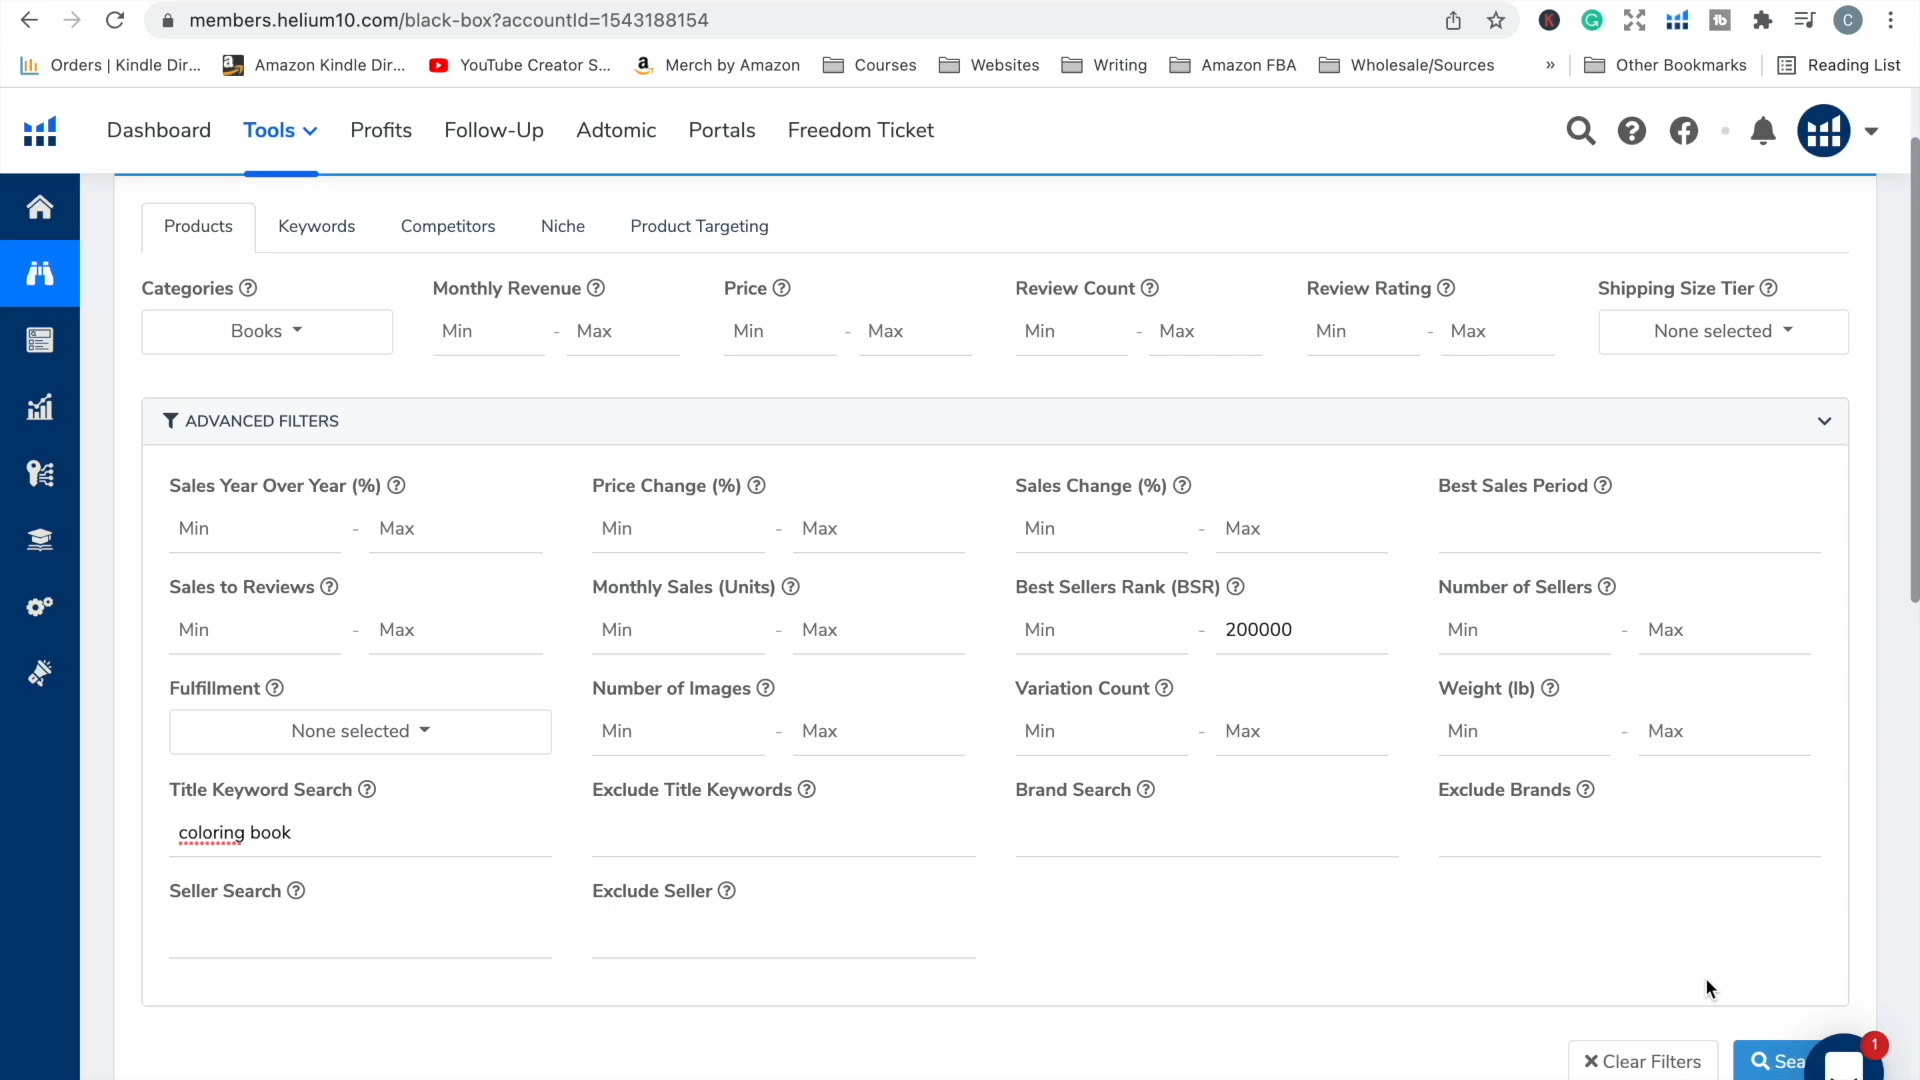 members.helium10.com/black-box?accountId=1543188154
C
Orders | Kindle Dir... Amazon Kindle Dir... YouTube Creator S... Merch by Amazon Courses Websites Writing Amazon FBA Wholesale/Sources » Other Bookmarks Reading List
Dashboard Tools Profits Follow-Up Adtomic Portals Freedom Ticket
Products Keywords Competitors Niche Product Targeting
Categories Monthly Revenue Price Review Count Review Rating Shipping Size Tier
Books Min - Max Min - Max Min - Max Min - Max None selected
ADVANCED FILTERS
Sales Year Over Year (%) Price Change (%) Sales Change (%) Best Sales Period
Min - Max Min - Max Min - Max
Sales to Reviews Monthly Sales (Units) Best Sellers Rank (BSR) Number of Sellers
Min - Max Min - Max Min - 200000 Min - Max
Fulfillment Number of Images Variation Count Weight (lb)
None selected Min - Max Min - Max Min - Max
Title Keyword Search Exclude Title Keywords Brand Search Exclude Brands
coloring book
Seller Search Exclude Seller
1
Clear Filters Sea